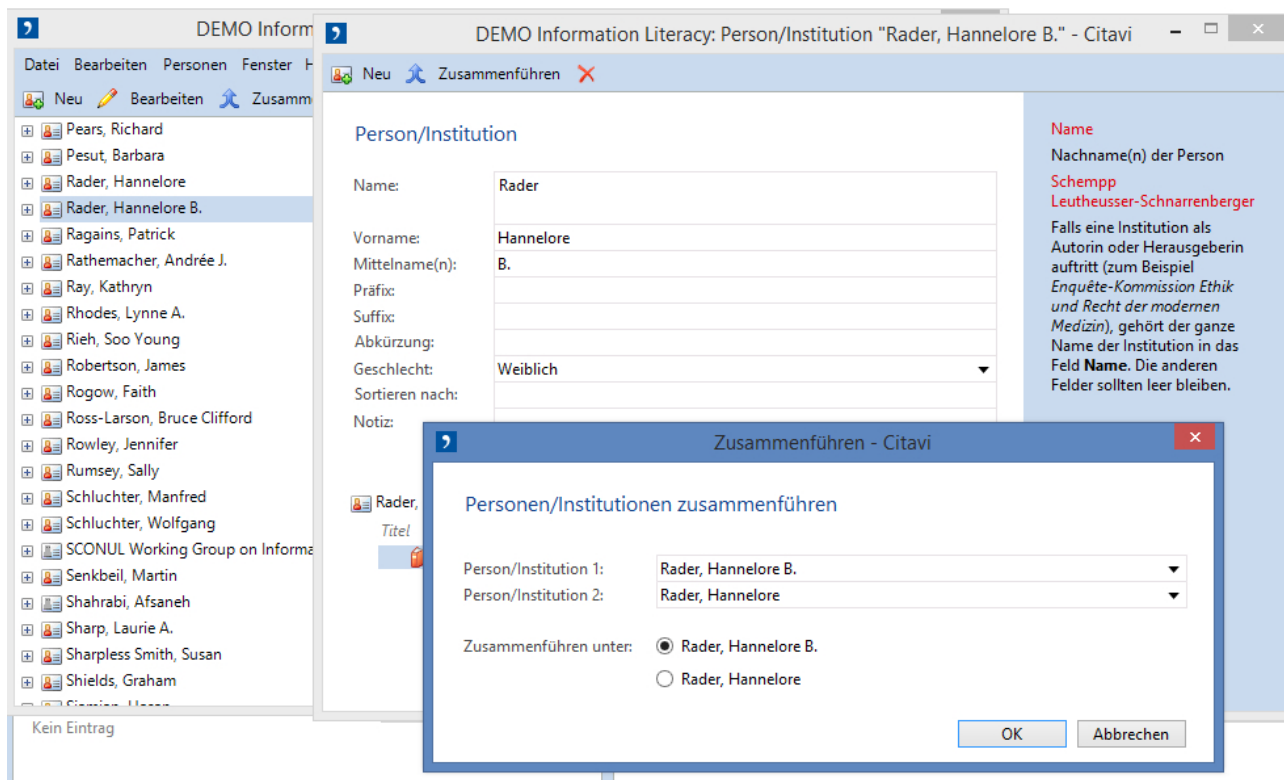 DEMO Inform
Datei Bearbeiten Personen Fenster H
Neu Bearbeiten Zusamm
Pears, Richard
Pesut, Barbara
Rader, Hannelore
Rader, Hannelore B.
Ragains, Patrick
Rathemacher, Andrée J.
Ray, Kathryn
Rhodes, Lynne A.
Rieh, Soo Young
Robertson, James
Rogow, Faith
Ross-Larson, Bruce Clifford
Rowley, Jennifer
Rumsey, Sally
Schluchter, Manfred
Schluchter, Wolfgang
SCONUL Working Group on Informa
Senkbeil, Martin
Shahrabi, Afsaneh
Sharp, Laurie A.
Sharpless Smith, Susan
Shields, Graham
Kein Eintrag
DEMO Information Literacy: Person/Institution "Rader, Hannelore B." - Citavi
Neu Zusammenführen
Person/Institution
Name: Rader
Vorname: Hannelore
Mittelname(n): B.
Präfix:
Suffix:
Abkürzung:
Geschlecht: Weiblich
Sortieren nach:
Notiz:
Rader,
Titel
Name
Nachname(n) der Person
Schempp
Leutheusser-Schnarrenberger
Falls eine Institution als
Autorin oder Herausgeberin
auftritt (zum Beispiel
Enquête-Kommission Ethik
und Recht der modernen
Medizin), gehört der ganze
Name der Institution in das
Feld Name. Die anderen
Felder sollten leer bleiben.
Zusammenführen - Citavi
Personen/Institutionen zusammenführen
Person/Institution 1: Rader, Hannelore B.
Person/Institution 2: Rader, Hannelore
Zusammenführen unter: Rader, Hannelore B.
Rader, Hannelore
OK Abbrechen